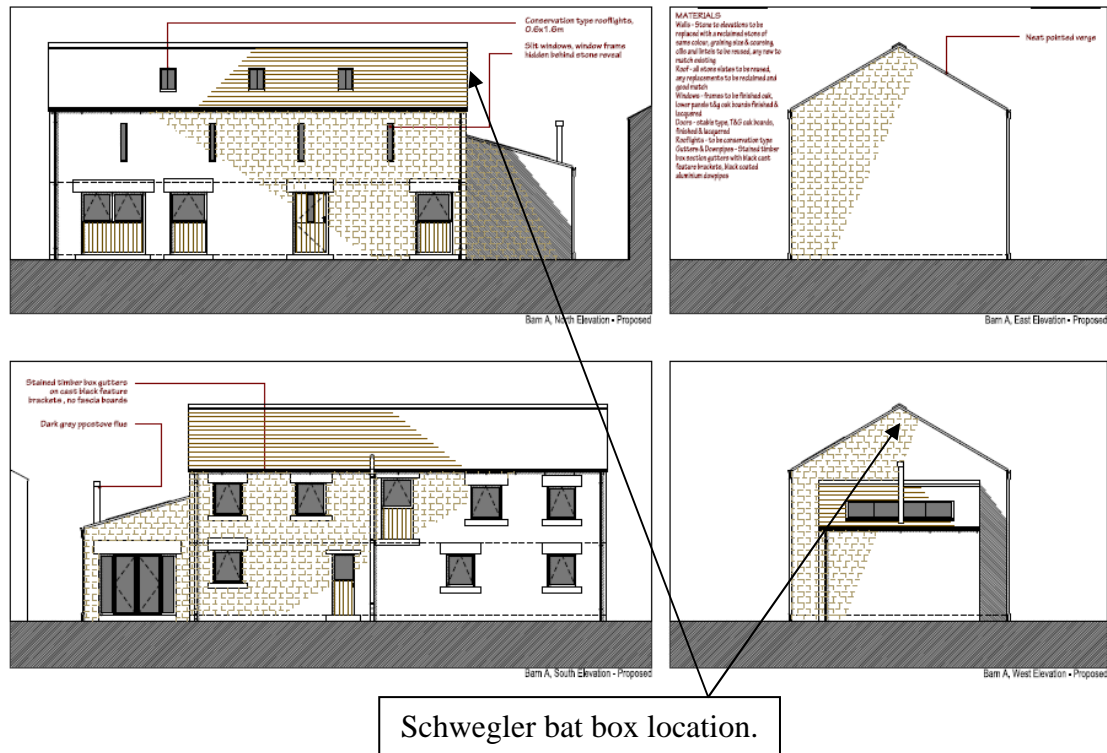 Conservation type rooflights,
0.6x1.6m
Slit windows, window frame
hidden behind stone reveal
Barn A, North Elevation • Proposed
MATERIALS
Walls - Stone to elevations to be
replaced with a reclaimed stone of
same colour, graining size & coursing,
cills and lintels to be reused, any new to
match existing
Roof - all stone slates to be reused,
any replacements to be reclaimed and
good match
Windows - frames to be finished oak,
lower panels t&g oak boards finished &
lacquered
Doors - stable type, T&G oak boards,
finished & lacquered
Rooflights - to be conservation type
Gutters & Downpipes - Stained timber
box section gutters with black cast
feature brackets, black coated
aluminium dowpipes
Neat pointed verge
Barn A, East Elevation • Proposed
Stained timber box gutters
on cast black feature
brackets , no fascia boards
Dark grey ppcostove flue
Barn A, South Elevation - Proposed
Barn A, West Elevation • Proposed
Schwegler bat box location.